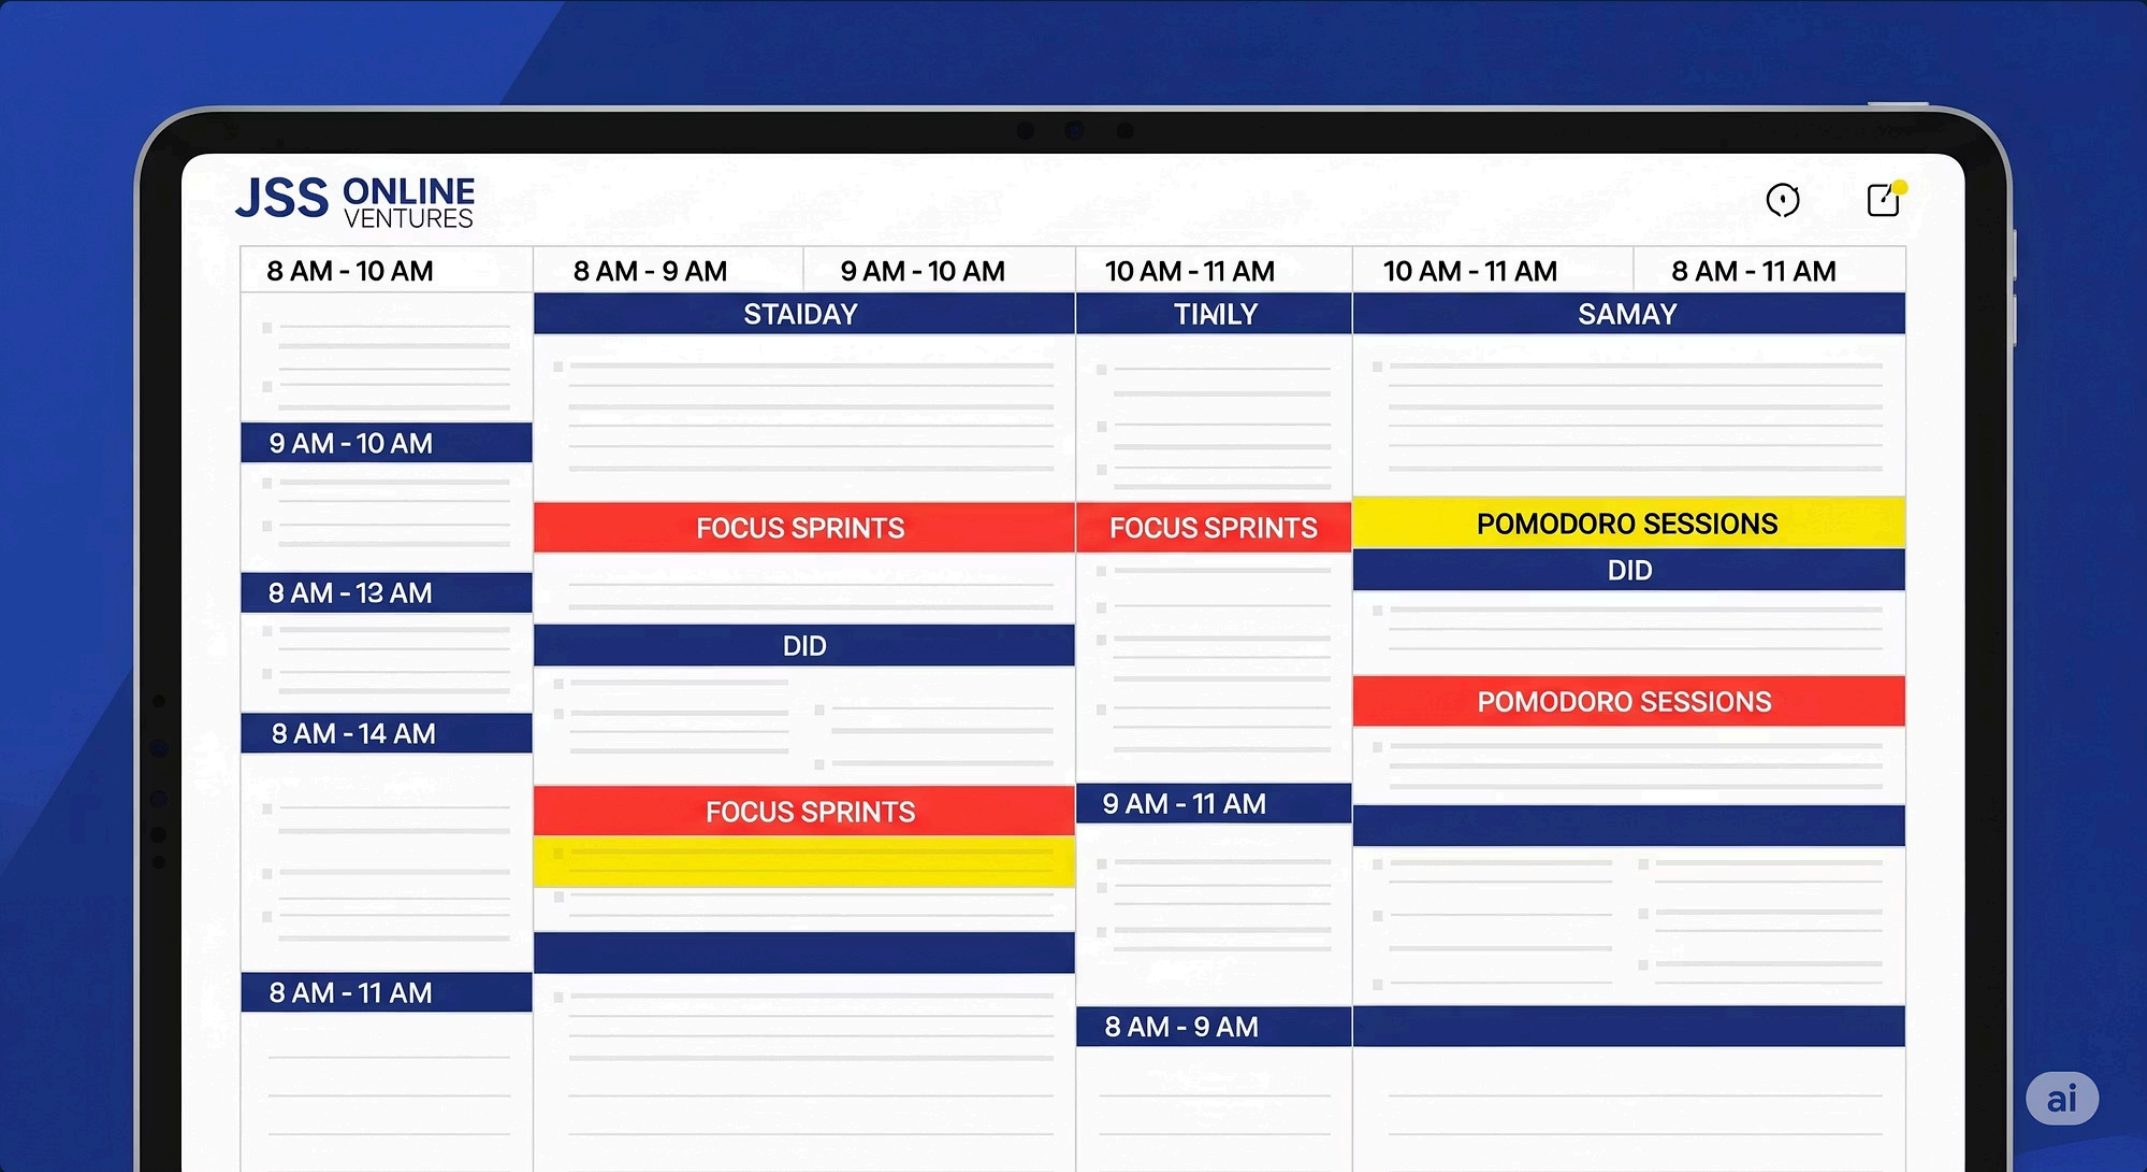 JSS ONLINE
VENTURES
8 AM - 10 AM
8 AM - 9 AM
9 AM - 10 AM
10 AM - 11 AM
10 AM - 11 AM
8 AM - 11 AM
STAIDAY
SAMAY
9 AM - 10 AM
FOCUS SPRINTS
FOCUS SPRINTS
POMODORO SESSIONS
DID
8 AM - 13 AM
DID
POMODORO SESSIONS
8 AM - 14 AM
FOCUS SPRINTS
9 AM - 11 AM
8 AM - 11 AM
8 AM - 9 AM
ai